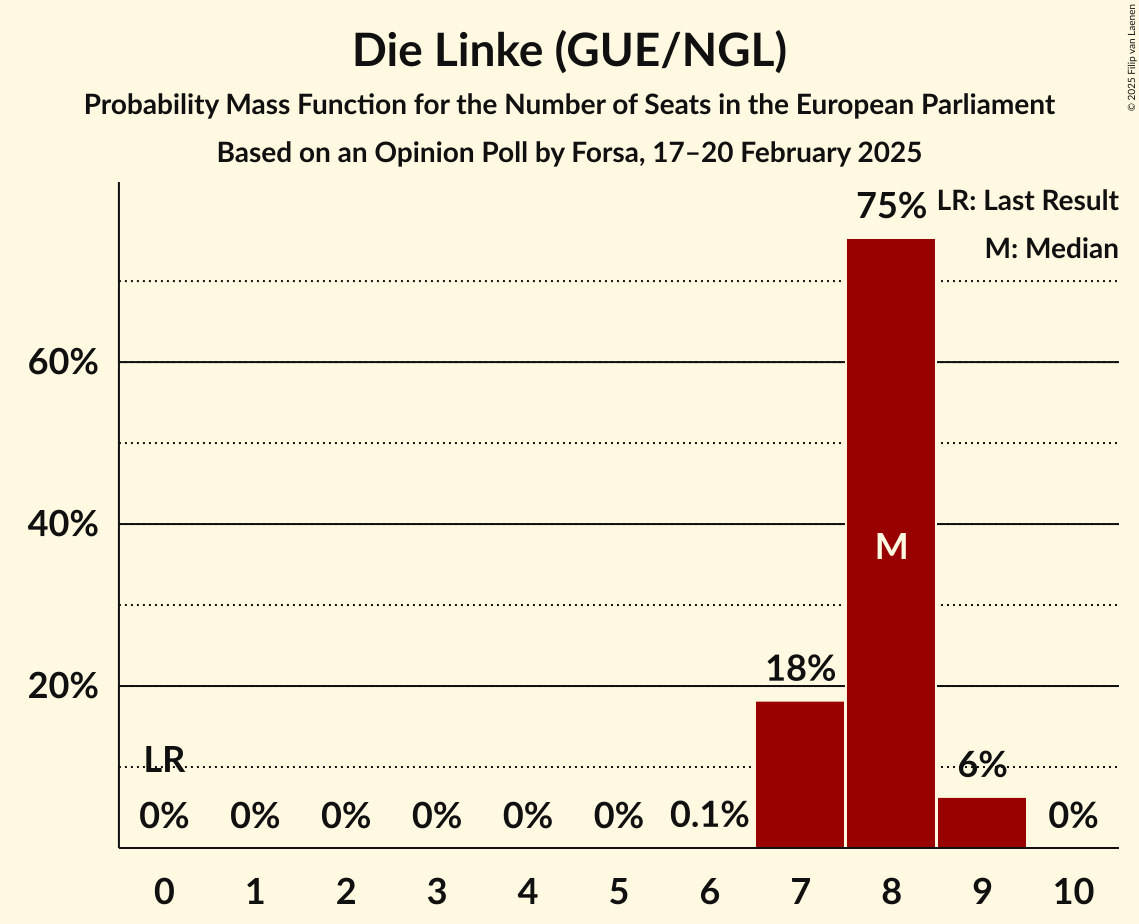 Die Linke (GUE/NGL)
Probability Mass Function for the Number of Seats in the European Parliament
Based on an Opinion Poll by Forsa, 17–20 February 2025
© 2025 Filip van Laenen
LR: Last Result
M: Median
60%
40%
20%
LR
0%
0%
0%
0%
0%
0%
0.1%
18%
75%
M
6%
0%
0 1 2 3 4 5 6 7 8 9 10